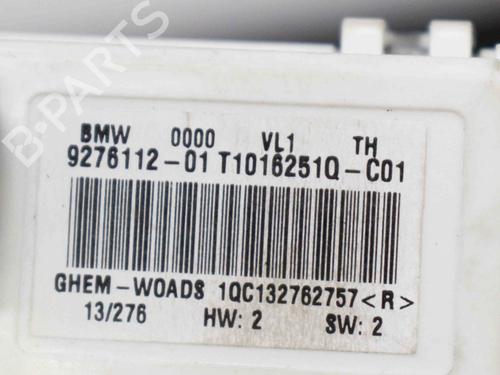 BMW 0000 VL1 TH
9276112-01 T1016251Q-C01
GHEM-WOADS 1QC132762757<R>
13/276 HW: 2 SW: 2
B-PARTS